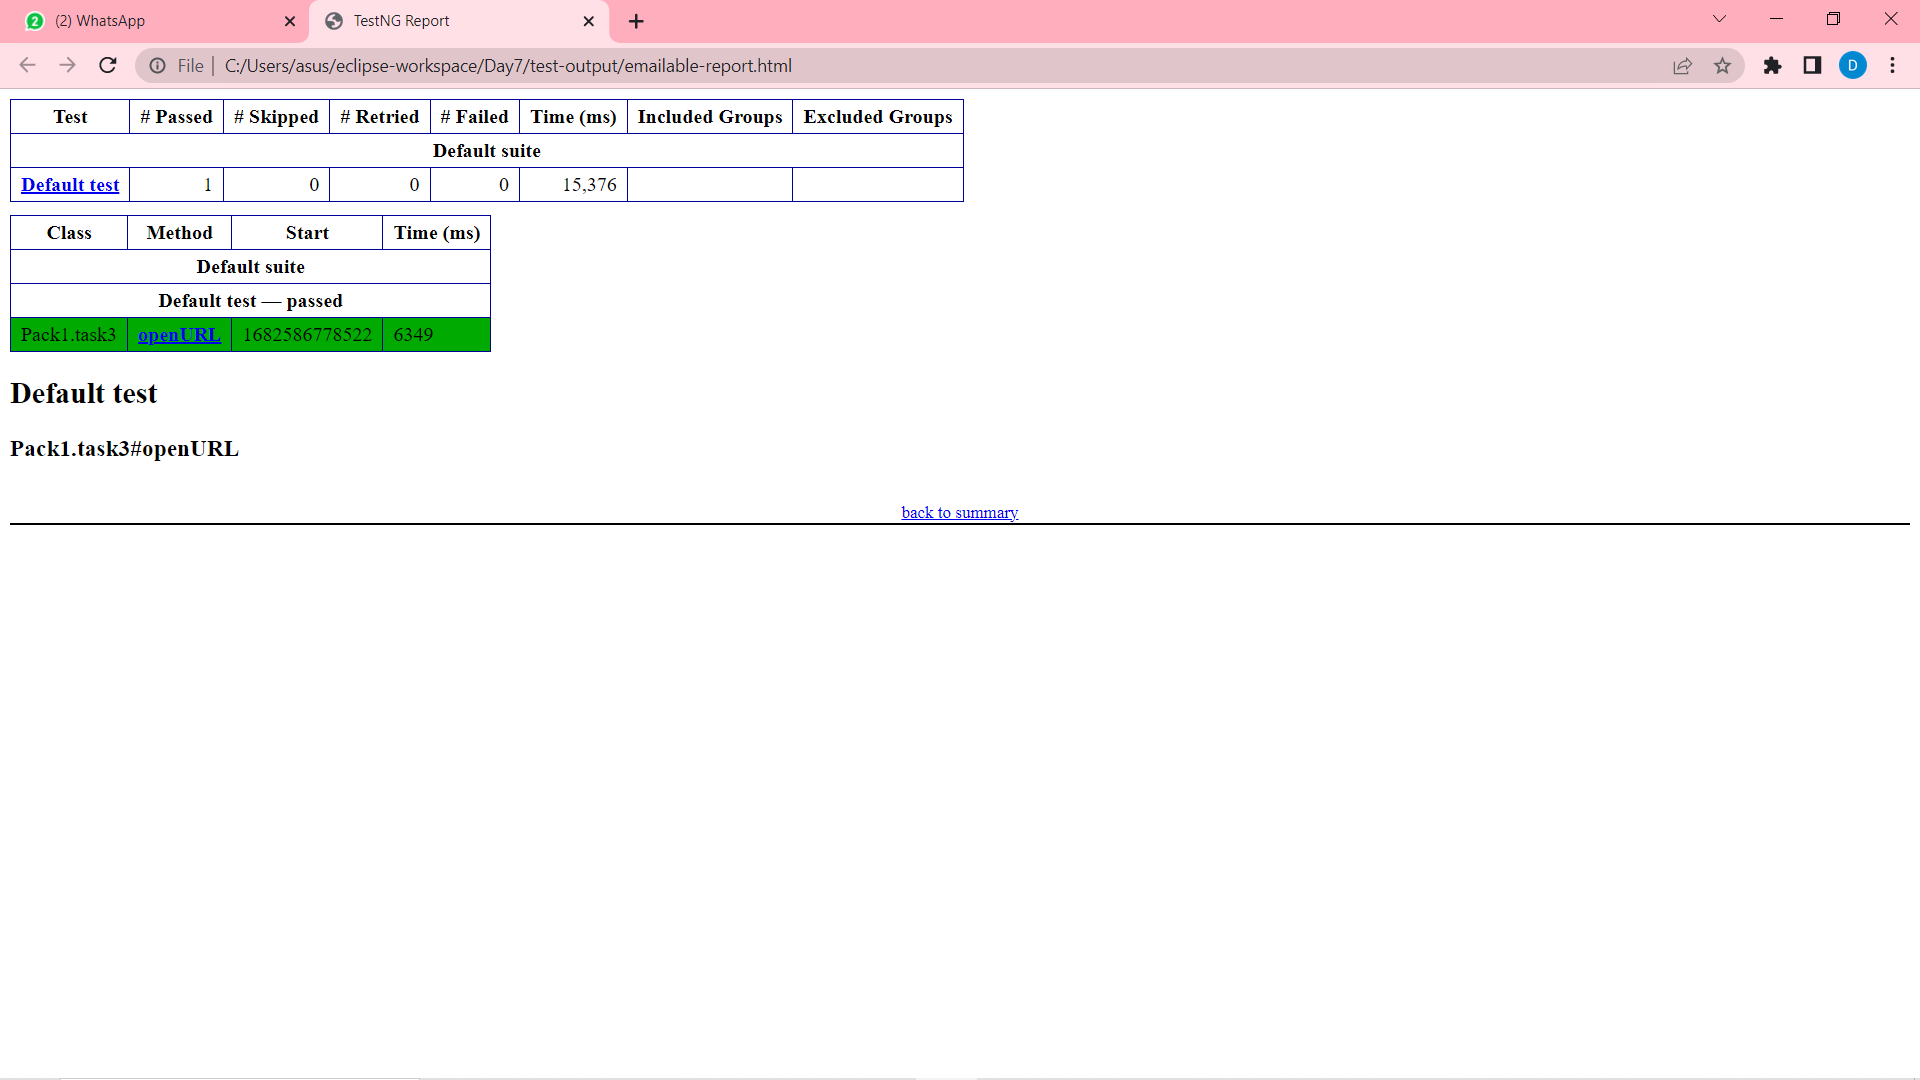 2 (2) WhatsApp TestNG Report
File C:/Users/asus/eclipse-workspace/Day7/test-output/emailable-report.html D
Test # Passed # Skipped # Retried # Failed Time (ms) Included Groups Excluded Groups
Default suite
Default test 1 0 0 0 15,376
Class Method Start Time (ms)
Default suite
Default test — passed
Pack1.task3 openURL 1682586778522 6349
Default test
Pack1.task3#openURL
back to summary